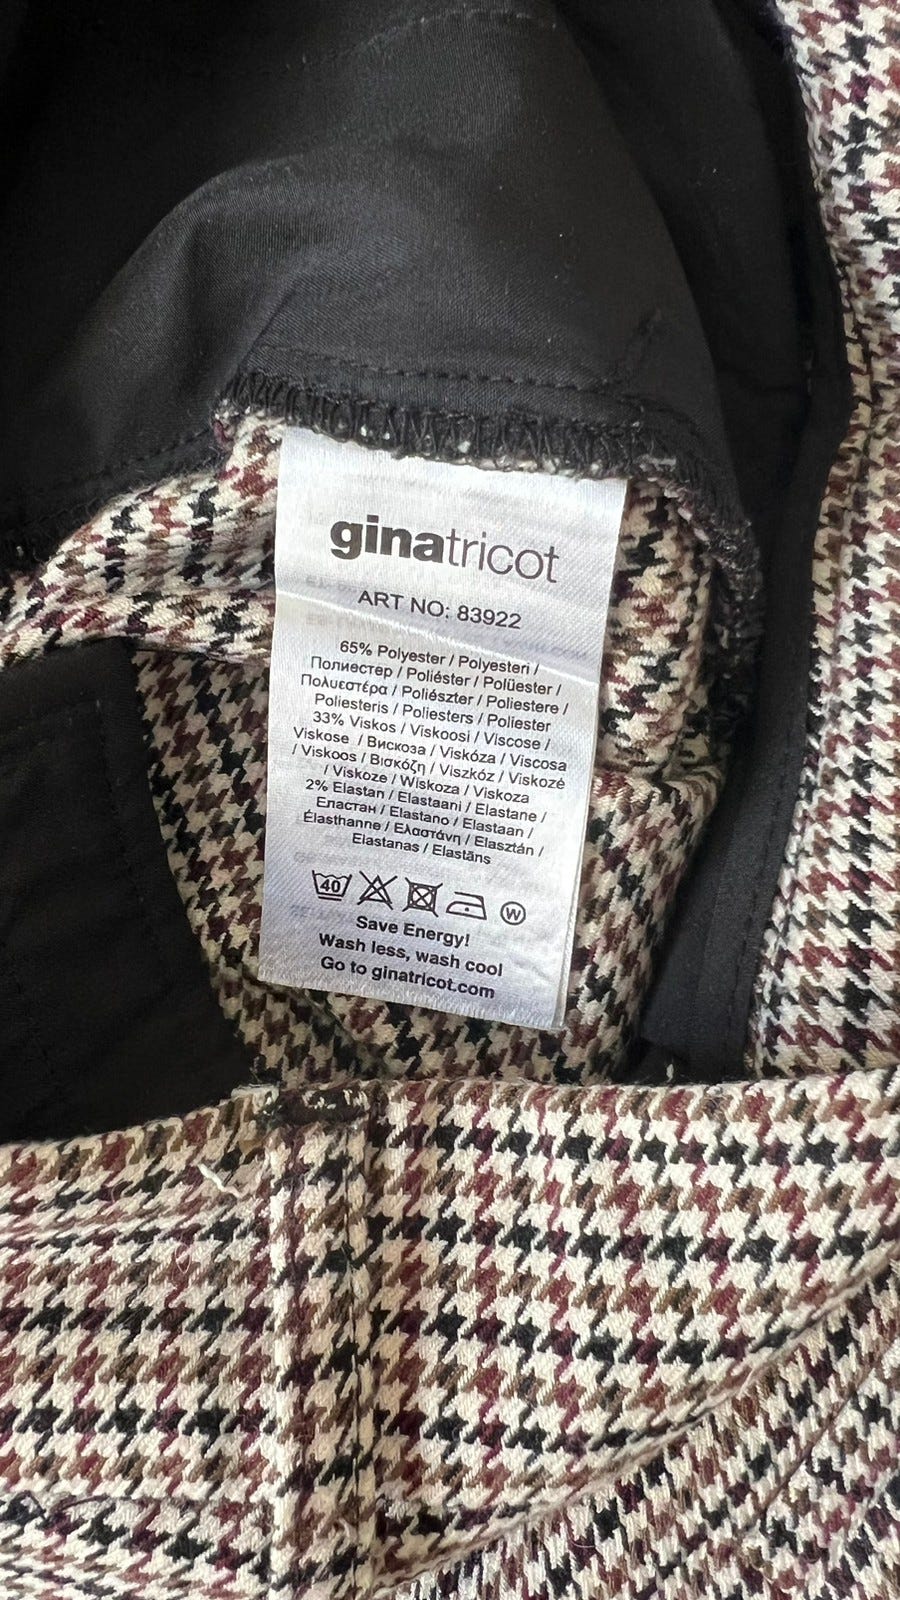 ginatricot
ART NO: 83922
65% Polyester / Polyesteri /
Полиестер / Poliéster / Polüester /
Πολυεστέρα / Poliészter / Poliestere /
Poliesteris / Poliesters / Poliester
33% Viskos / Viskoosi / Viscose /
Viskose / Вискоза / Viskóza / Viscosa
/ Viskoos / Βισκόζη / Viszkóz / Viskozė
/ Viskoze / Wiskoza / Viskoza
2% Elastan / Elastaani / Elastane /
Еластан / Elastano / Elastaan /
Élasthanne / Ελαστάνη / Elasztán /
Elastanas / Elastāns
40 W
Save Energy!
Wash less, wash cool
Go to ginatricot.com